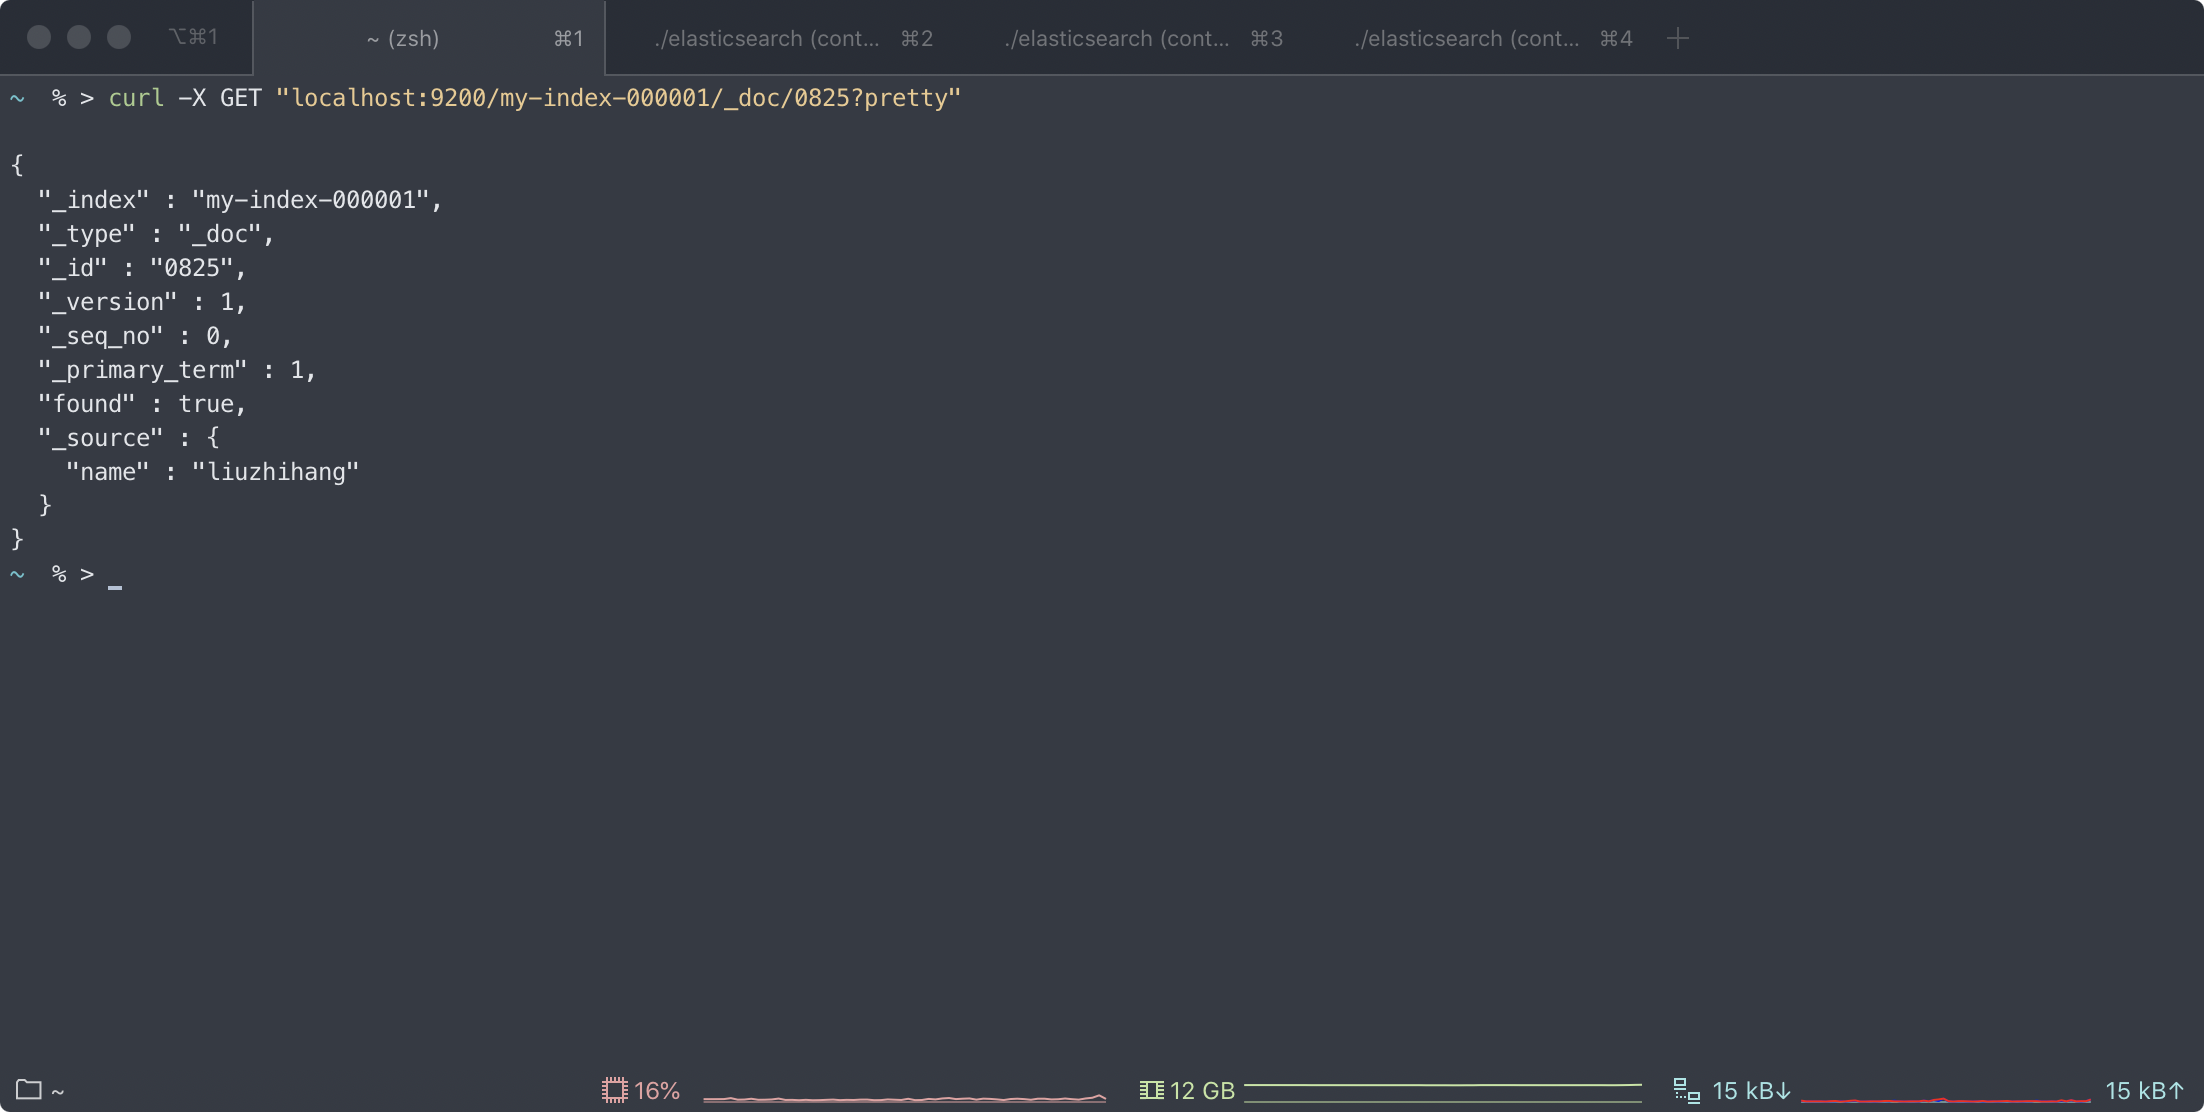 ⌥⌘1 ~ (zsh) ⌘1 ./elasticsearch (cont... ⌘2 ./elasticsearch (cont... ⌘3 ./elasticsearch (cont... ⌘4 +
~ % > curl -X GET "localhost:9200/my-index-000001/_doc/0825?pretty"
{
  "_index" : "my-index-000001",
  "_type" : "_doc",
  "_id" : "0825",
  "_version" : 1,
  "_seq_no" : 0,
  "_primary_term" : 1,
  "found" : true,
  "_source" : {
    "name" : "liuzhihang"
  }
}
~ % > _
~ 16% 12 GB 15 kB↓ 15 kB↑